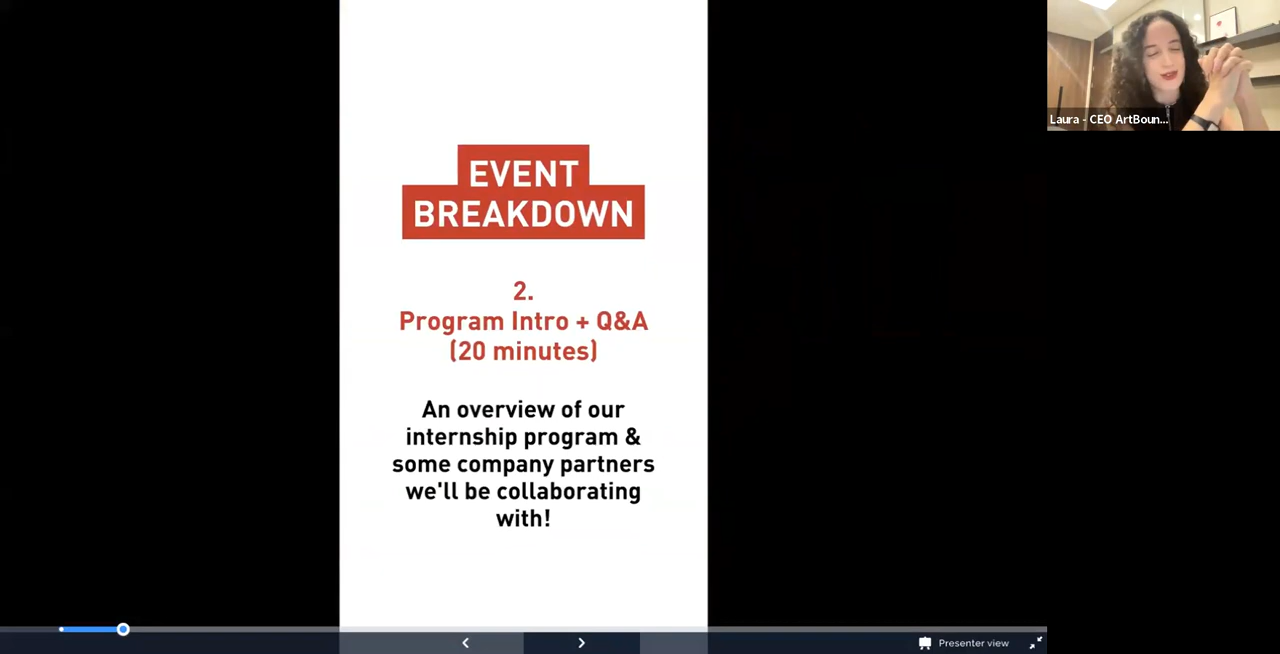 EVENT
BREAKDOWN
2.
Program Intro + Q&A
(20 minutes)
An overview of our
internship program &
some company partners
we'll be collaborating
with!
Laura - CEO ArtBoun...
Presenter view